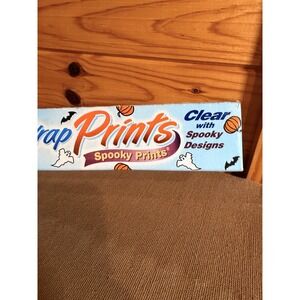 rap Prints
Spooky Prints
Clear
with
Spooky
Designs